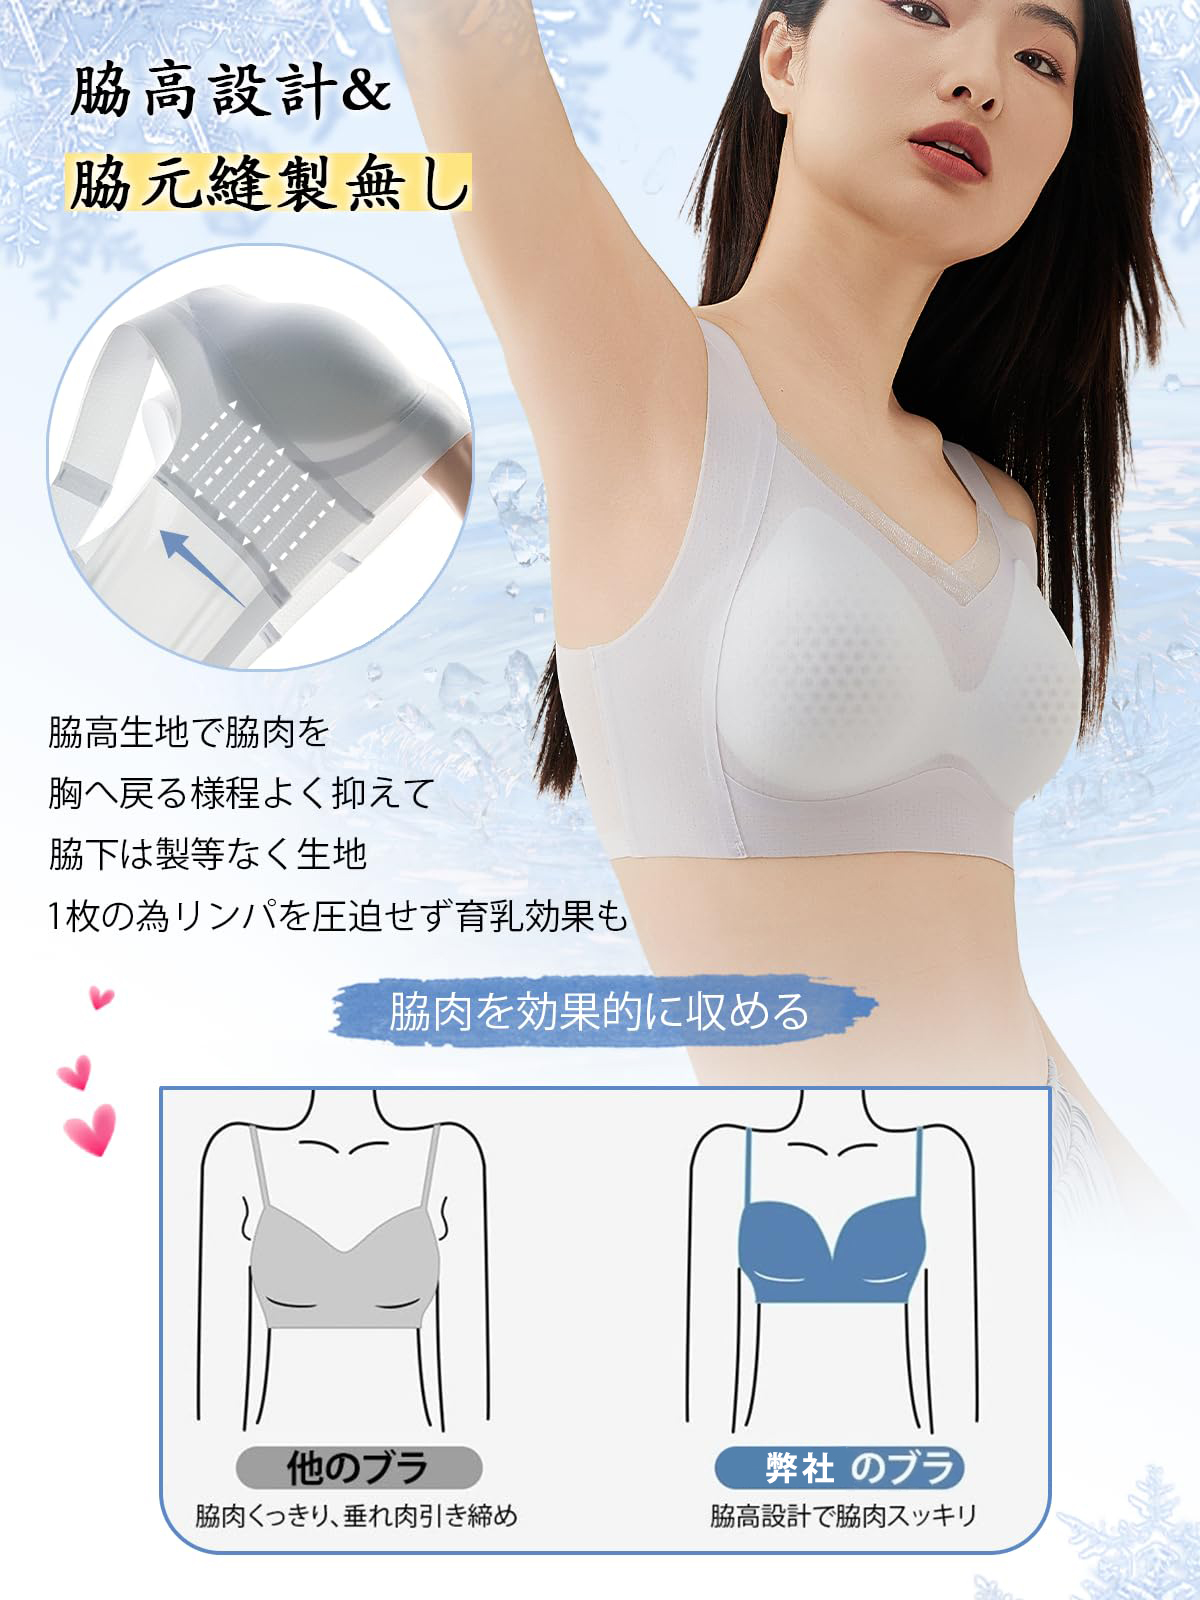 脇高設計&
脇元縫製無し
脇高生地で脇肉を
胸へ戻る様程よく抑えて
脇下は製等なく生地
1枚の為リンパを圧迫せず育乳効果も
脇肉を効果的に収める
他のブラ
脇肉くっきり、垂れ肉引き締め
弊社 のブラ
脇高設計で脇肉スッキリ